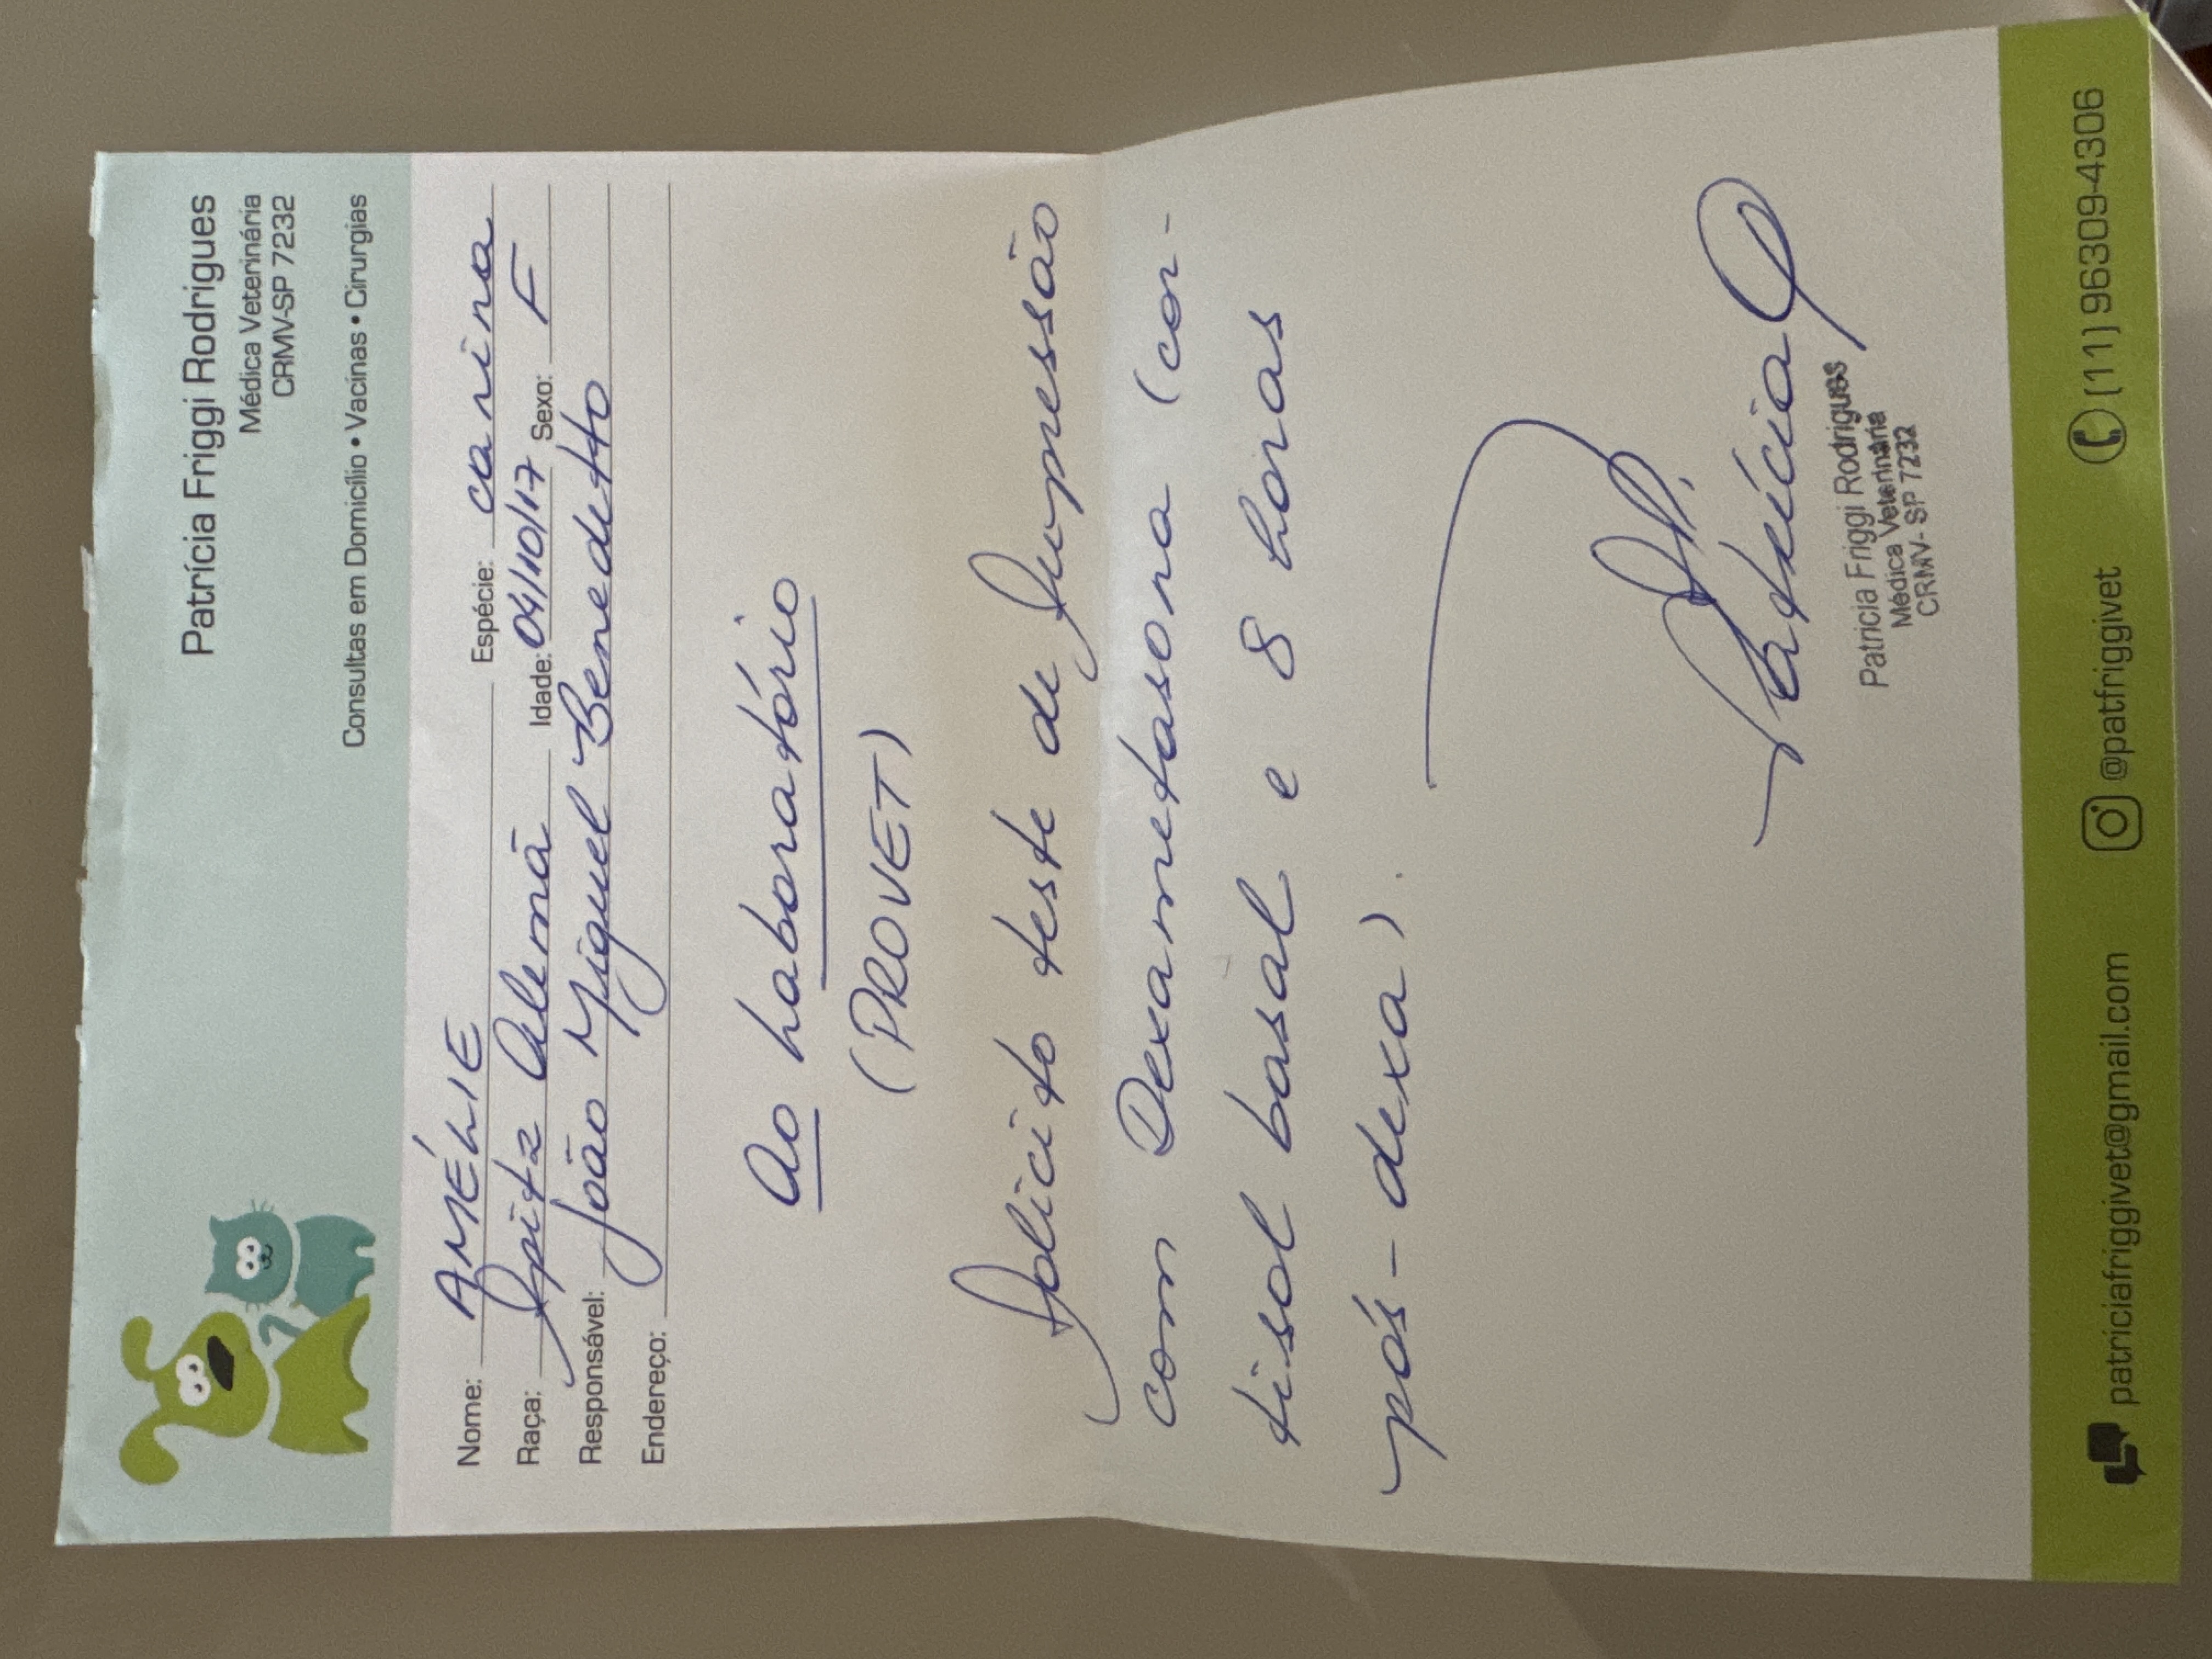 Patrícia Friggi Rodrigues
Médica Veterinária
CRMV-SP 7232
Consultas em Domicílio • Vacinas • Cirurgias
Nome: AMÉLIE Espécie: canina
Raça: Spitz Alemã Idade: 04/10/17 Sexo: F
Responsável: João Miguel Benedetto
Endereço:
Ao Laboratório
(PROVET)
Solicito teste de Supressão
com Dexametasona (cor-
tisol basal e 8 horas
pós-dexa).
Patrícia
Patricia Friggi Rodrigues
Médica Veterinária
CRMV- SP 7232
patriciafriggivet@gmail.com @patfriggivet (11) 96309-4306